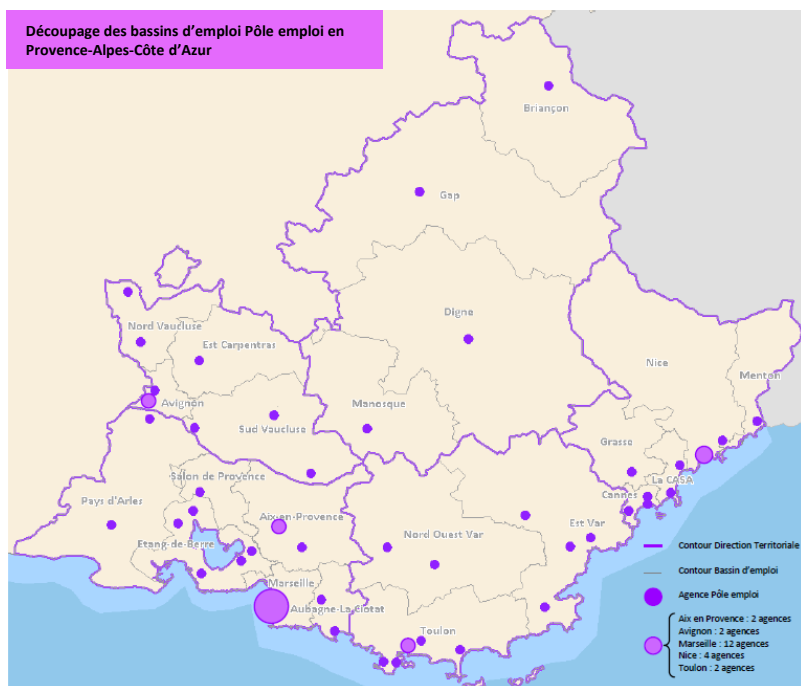 Découpage des bassins d'emploi Pôle emploi en
Provence-Alpes-Côte d'Azur
Briançon
Gap
Digne
Nord Vaucluse
Est Carpentras
Nice
Menton
Avignon
Manosque
Sud Vaucluse
Grasse
Salon de Provence
La CASA
Pays d'Arles
Cannes
Aix-en-Provence
Est Var
Nord Ouest Var
Etang-de-Berre
Marseille
Aubagne-La Ciotat
Toulon
Contour Direction Territoriale
Contour Bassin d'emploi
Agence Pôle emploi
Aix en Provence : 2 agences
Avignon : 2 agences
Marseille : 12 agences
Nice : 4 agences
Toulon : 2 agences